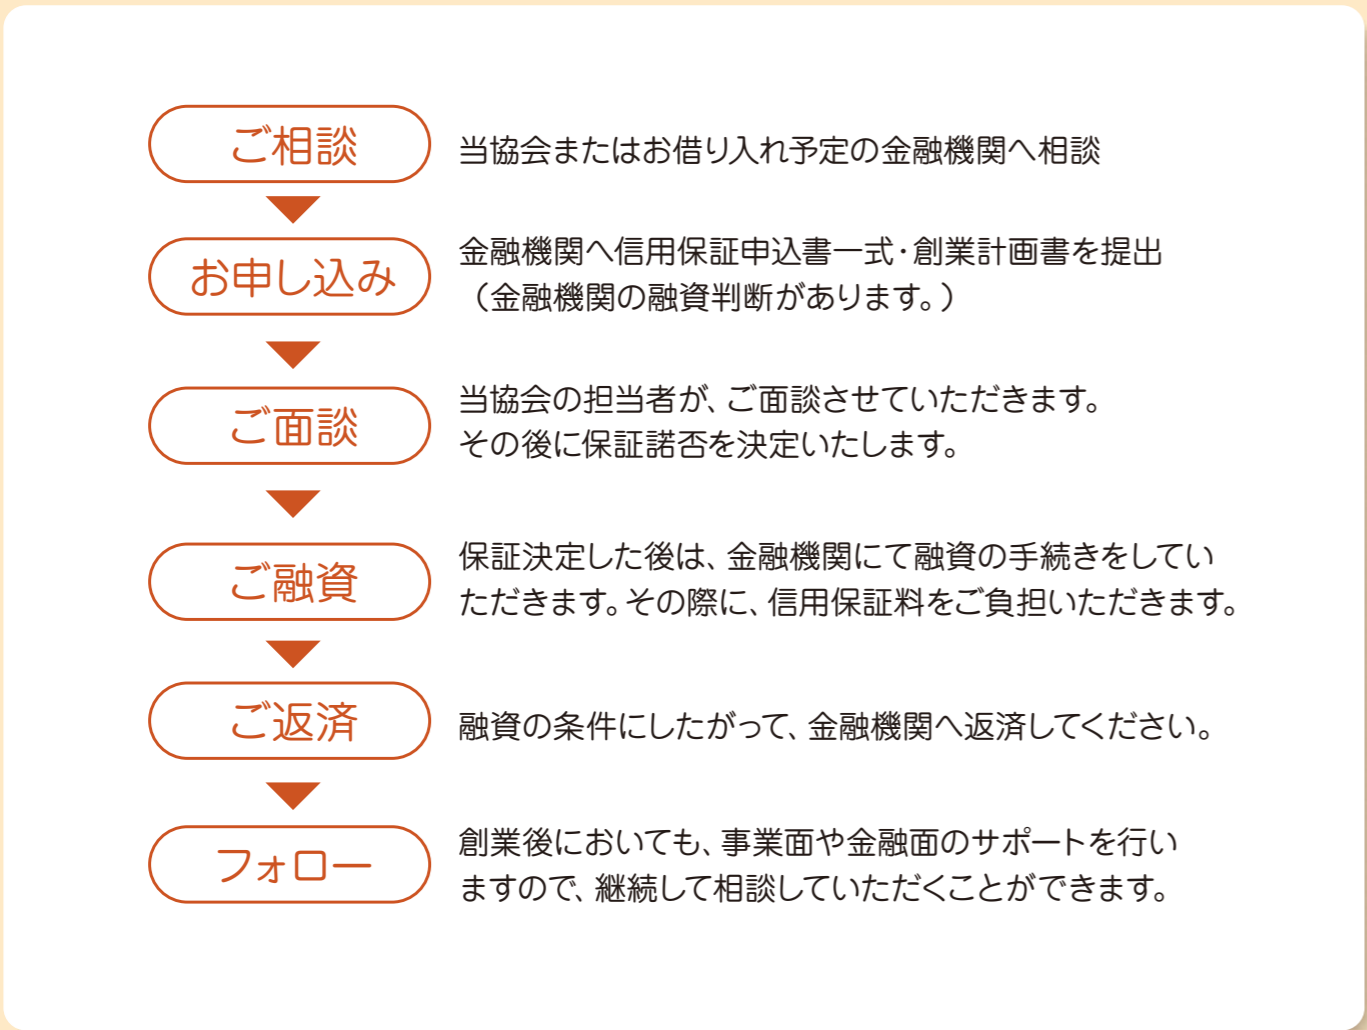 ご相談
当協会またはお借り入れ予定の金融機関へ相談
お申し込み
金融機関へ信用保証申込書一式・創業計画書を提出
（金融機関の融資判断があります。）
ご面談
当協会の担当者が、ご面談させていただきます。
その後に保証諾否を決定いたします。
ご融資
保証決定した後は、金融機関にて融資の手続きをしてい
ただきます。その際に、信用保証料をご負担いただきます。
ご返済
融資の条件にしたがって、金融機関へ返済してください。
フォロー
創業後においても、事業面や金融面のサポートを行い
ますので、継続して相談していただくことができます。